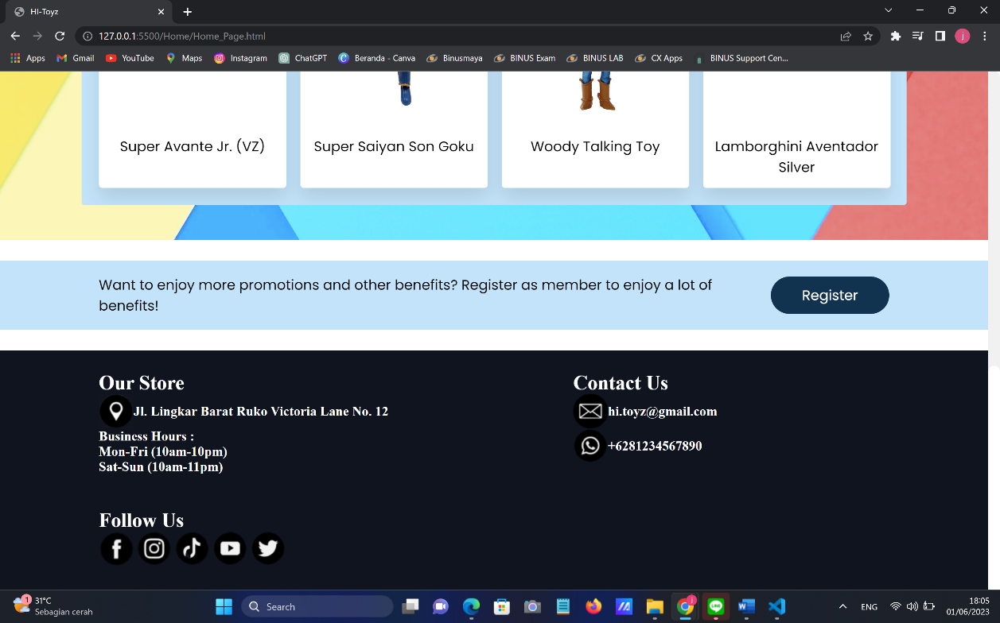 HI-Toyz
127.0.0.1:5500/Home/Home_Page.html
j
Apps
Gmail
YouTube
Maps
Instagram
ChatGPT
Beranda - Canva
Binusmaya
BINUS Exam
BINUS LAB
CX Apps
BINUS Support Cen...
Super Avante Jr. (VZ)
Super Saiyan Son Goku
Woody Talking Toy
Lamborghini Aventador
Silver
Want to enjoy more promotions and other benefits? Register as member to enjoy a lot of
benefits!
Register
Our Store
Jl. Lingkar Barat Ruko Victoria Lane No. 12
Business Hours :
Mon-Fri (10am-10pm)
Sat-Sun (10am-11pm)
Contact Us
hi.toyz@gmail.com
+6281234567890
Follow Us
1
31°C
Sebagian cerah
Search
LINE
W
ENG
18:05
01/06/2023